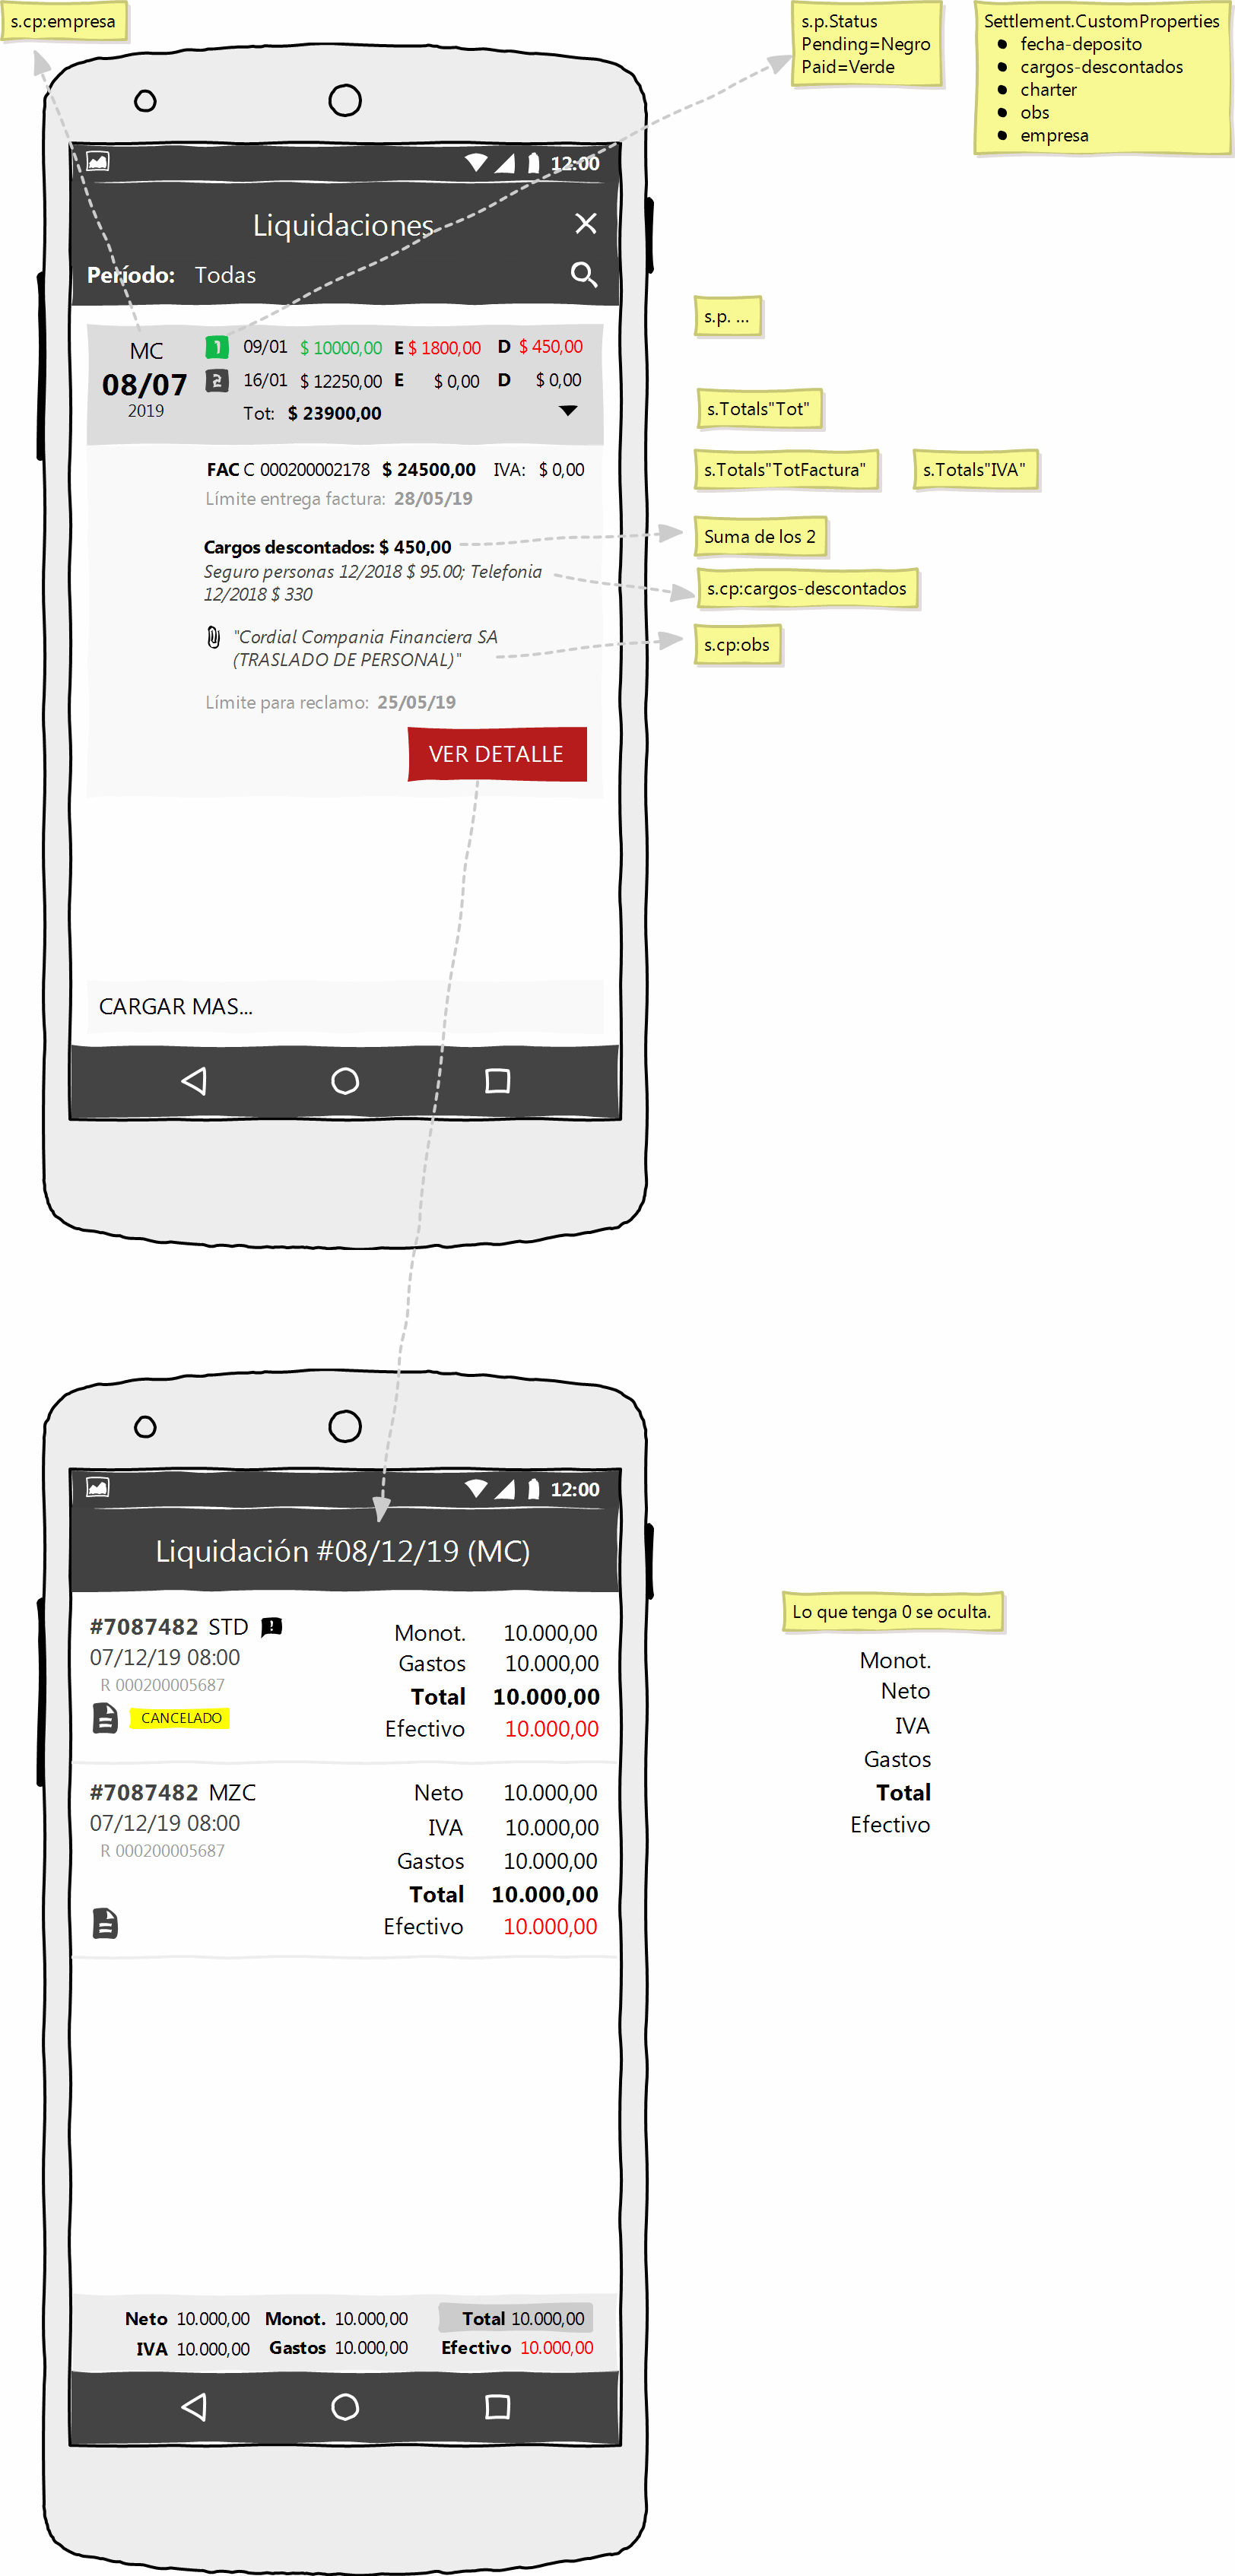 s.cp:empresa
s.p.Status
Pending=Negro
Paid=Verde
Settlement.CustomProperties
• fecha-deposito
• cargos-descontados
• charter
• obs
• empresa
12:00
Liquidaciones
Período: Todas
s.p. ...
MC
08/07
2019
1 09/01 $ 10000,00 E $ 1800,00 D $ 450,00
2 16/01 $ 12250,00 E $ 0,00 D $ 0,00
Tot: $ 23900,00
s.Totals"Tot"
FAC C 000200002178 $ 24500,00 IVA: $ 0,00
s.Totals"TotFactura" s.Totals"IVA"
Límite entrega factura: 28/05/19
Cargos descontados: $ 450,00
Suma de los 2
Seguro personas 12/2018 $ 95.00; Telefonia
12/2018 $ 330
s.cp:cargos-descontados
"Cordial Compania Financiera SA
(TRASLADO DE PERSONAL)"
s.cp:obs
Límite para reclamo: 25/05/19
VER DETALLE
CARGAR MAS...
12:00
Liquidación #08/12/19 (MC)
#7087482 STD
07/12/19 08:00
R 000200005687
CANCELADO
Monot. 10.000,00
Gastos 10.000,00
Total 10.000,00
Efectivo 10.000,00
#7087482 MZC
07/12/19 08:00
R 000200005687
Neto 10.000,00
IVA 10.000,00
Gastos 10.000,00
Total 10.000,00
Efectivo 10.000,00
Lo que tenga 0 se oculta.
Monot.
Neto
IVA
Gastos
Total
Efectivo
Neto 10.000,00 Monot. 10.000,00 Total 10.000,00
IVA 10.000,00 Gastos 10.000,00 Efectivo 10.000,00